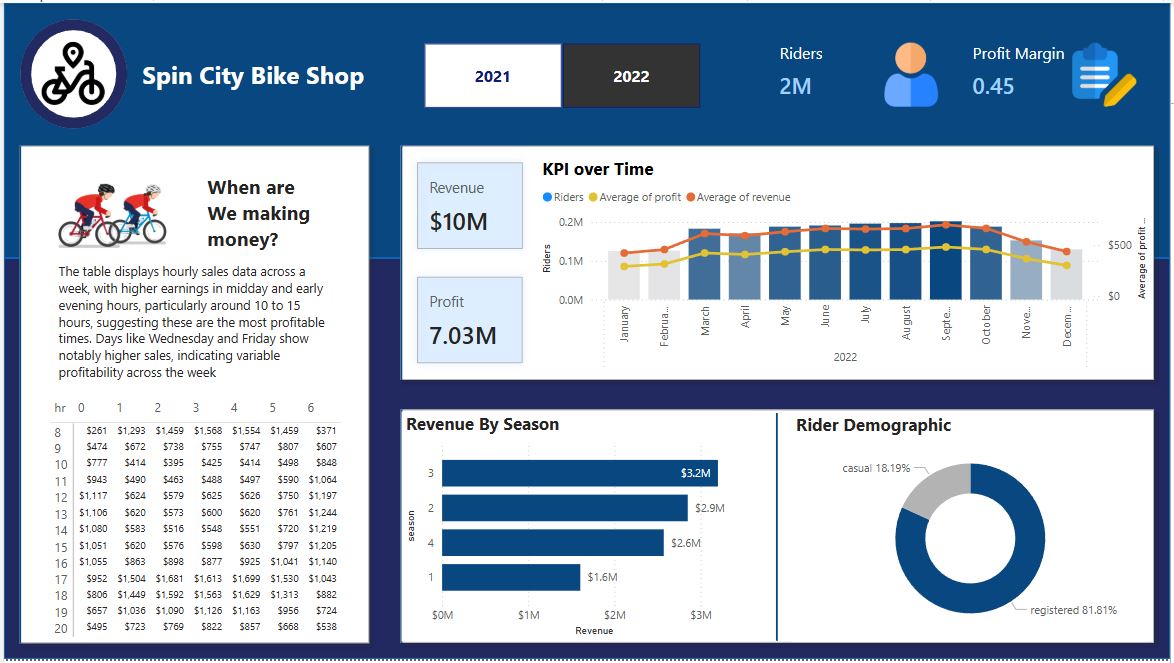 Spin City Bike Shop
2021
2022
Riders
2M
Profit Margin
0.45
When are
We making
money?
The table displays hourly sales data across a
week, with higher earnings in midday and early
evening hours, particularly around 10 to 15
hours, suggesting these are the most profitable
times. Days like Wednesday and Friday show
notably higher sales, indicating variable
profitability across the week
hr 0 1 2 3 4 5 6
8 $261 $1,293 $1,459 $1,568 $1,554 $1,459 $371
9 $474 $672 $738 $755 $747 $807 $607
10 $777 $414 $395 $425 $414 $498 $848
11 $943 $490 $463 $488 $497 $590 $1,064
12 $1,117 $624 $579 $625 $626 $750 $1,197
13 $1,106 $620 $573 $600 $620 $761 $1,244
14 $1,080 $583 $516 $548 $551 $720 $1,219
15 $1,051 $620 $576 $598 $630 $797 $1,205
16 $1,055 $863 $898 $877 $925 $1,041 $1,140
17 $952 $1,504 $1,681 $1,613 $1,699 $1,530 $1,043
18 $806 $1,449 $1,592 $1,563 $1,629 $1,313 $882
19 $657 $1,036 $1,090 $1,126 $1,163 $956 $724
20 $495 $723 $769 $822 $857 $668 $538
Revenue
$10M
Profit
7.03M
KPI over Time
Riders Average of profit Average of revenue
Riders
0.2M
0.1M
0.0M
$500
$0
Average of profit ...
January Februa... March April May June July August Septe... October Nove... Decem...
2022
Revenue By Season
season
3 $3.2M
2 $2.9M
4 $2.6M
1 $1.6M
$0M $1M $2M $3M
Revenue
Rider Demographic
casual 18.19%
registered 81.81%